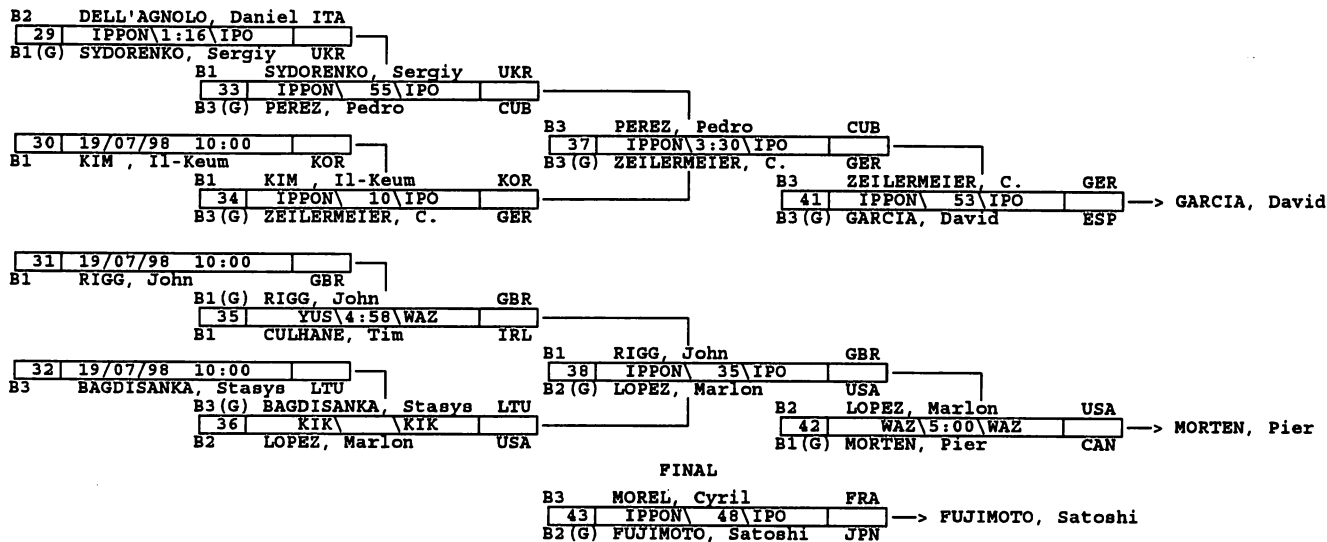 B2 DELL'AGNOLO, Daniel ITA
29 IPPON\1:16\IPO
B1(G) SYDORENKO, Sergiy UKR
B1 SYDORENKO, Sergiy UKR
33 IPPON\ 55\IPO
B3(G) PEREZ, Pedro CUB
30 19/07/98 10:00
B1 KIM , Il-Keum KOR
B1 KIM , Il-Keum KOR
34 IPPON\ 10\IPO
B3(G) ZEILERMEIER, C. GER
B3 PEREZ, Pedro CUB
37 IPPON\3:30\IPO
B3(G) ZEILERMEIER, C. GER
B3 ZEILERMEIER, C. GER
41 IPPON\ 53\IPO —> GARCIA, David
B3(G) GARCIA, David ESP
31 19/07/98 10:00
B1 RIGG, John GBR
B1(G) RIGG, John GBR
35 YUS\4:58\WAZ
B1 CULHANE, Tim IRL
32 19/07/98 10:00
B3 BAGDISANKA, Stasys LTU
B3(G) BAGDISANKA, Stasys LTU
36 KIK\ \KIK
B2 LOPEZ, Marlon USA
B1 RIGG, John GBR
38 IPPON\ 35\IPO
B2(G) LOPEZ, Marlon USA
B2 LOPEZ, Marlon USA
42 WAZ\5:00\WAZ —> MORTEN, Pier
B1(G) MORTEN, Pier CAN
FINAL
B3 MOREL, Cyril FRA
43 IPPON\ 48\IPO —> FUJIMOTO, Satoshi
B2(G) FUJIMOTO, Satoshi JPN